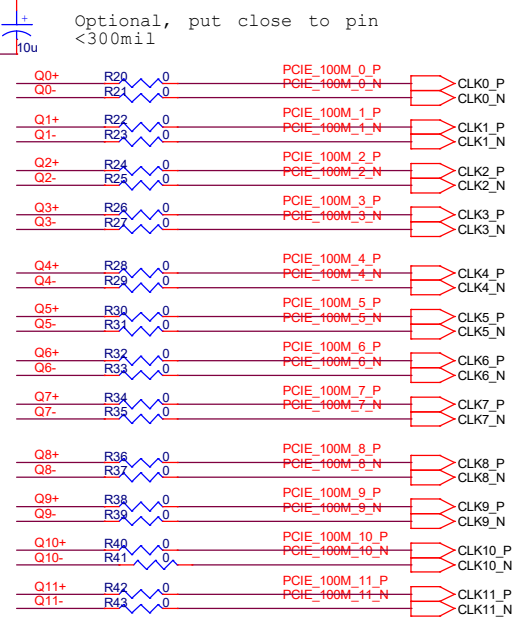 +
Optional, put close to pin
<300mil
10u
Q0+ R20 0 PCIE_100M_0_P CLK0_P
Q0- R21 0 PCIE_100M_0_N CLK0_N
Q1+ R22 0 PCIE_100M_1_P CLK1_P
Q1- R23 0 PCIE_100M_1_N CLK1_N
Q2+ R24 0 PCIE_100M_2_P CLK2_P
Q2- R25 0 PCIE_100M_2_N CLK2_N
Q3+ R26 0 PCIE_100M_3_P CLK3_P
Q3- R27 0 PCIE_100M_3_N CLK3_N
Q4+ R28 0 PCIE_100M_4_P CLK4_P
Q4- R29 0 PCIE_100M_4_N CLK4_N
Q5+ R30 0 PCIE_100M_5_P CLK5_P
Q5- R31 0 PCIE_100M_5_N CLK5_N
Q6+ R32 0 PCIE_100M_6_P CLK6_P
Q6- R33 0 PCIE_100M_6_N CLK6_N
Q7+ R34 0 PCIE_100M_7_P CLK7_P
Q7- R35 0 PCIE_100M_7_N CLK7_N
Q8+ R36 0 PCIE_100M_8_P CLK8_P
Q8- R37 0 PCIE_100M_8_N CLK8_N
Q9+ R38 0 PCIE_100M_9_P CLK9_P
Q9- R39 0 PCIE_100M_9_N CLK9_N
Q10+ R40 0 PCIE_100M_10_P CLK10_P
Q10- R41 0 PCIE_100M_10_N CLK10_N
Q11+ R42 0 PCIE_100M_11_P CLK11_P
Q11- R43 0 PCIE_100M_11_N CLK11_N